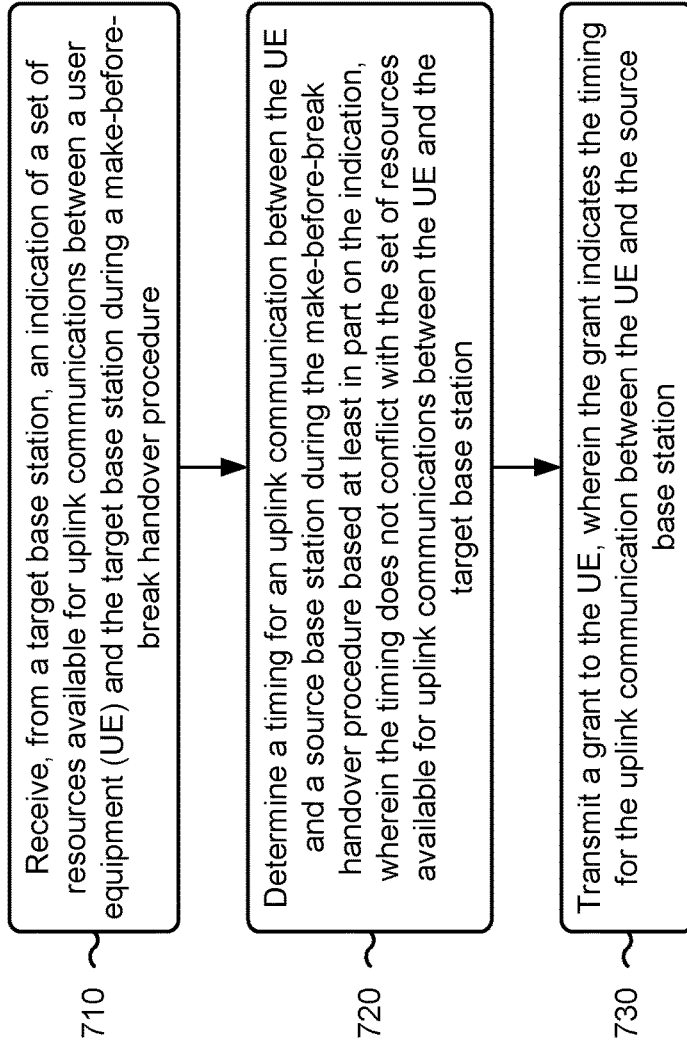 710
Receive, from a target base station, an indication of a set of
resources available for uplink communications between a user
equipment (UE) and the target base station during a make-before-
break handover procedure
720
Determine a timing for an uplink communication between the UE
and a source base station during the make-before-break
handover procedure based at least in part on the indication,
wherein the timing does not conflict with the set of resources
available for uplink communications between the UE and the
target base station
730
Transmit a grant to the UE, wherein the grant indicates the timing
for the uplink communication between the UE and the source
base station